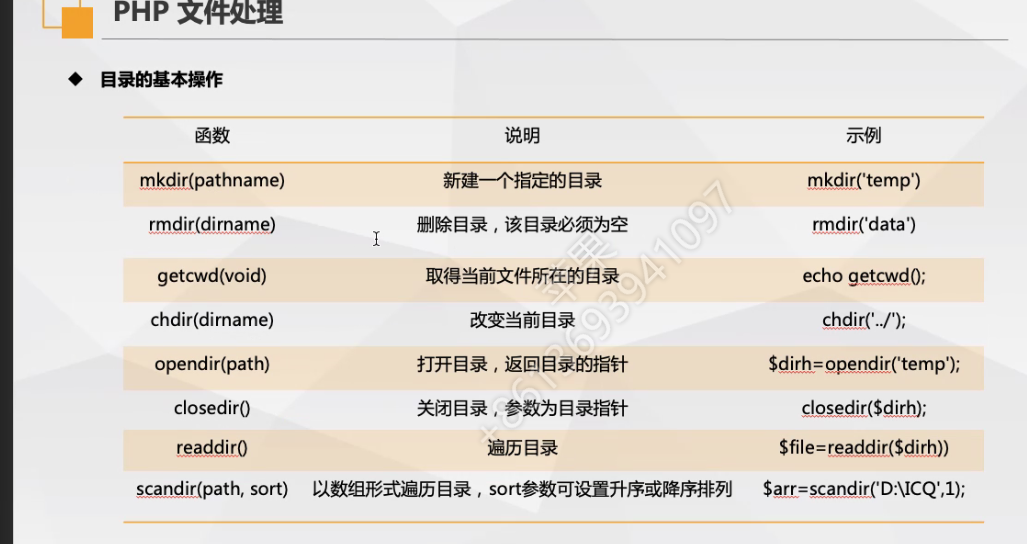 PHP 文件处理
◆ 目录的基本操作
函数 说明 示例
mkdir(pathname) 新建一个指定的目录 mkdir('temp')
rmdir(dirname) 删除目录，该目录必须为空 rmdir('data')
getcwd(void) 取得当前文件所在的目录 echo getcwd();
chdir(dirname) 改变当前目录 chdir('../');
opendir(path) 打开目录，返回目录的指针 $dirh=opendir('temp');
closedir() 关闭目录，参数为目录指针 closedir($dirh);
readdir() 遍历目录 $file=readdir($dirh))
scandir(path, sort) 以数组形式遍历目录，sort参数可设置升序或降序排列 $arr=scandir('D:\ICQ',1);
苹果
+8613693941097